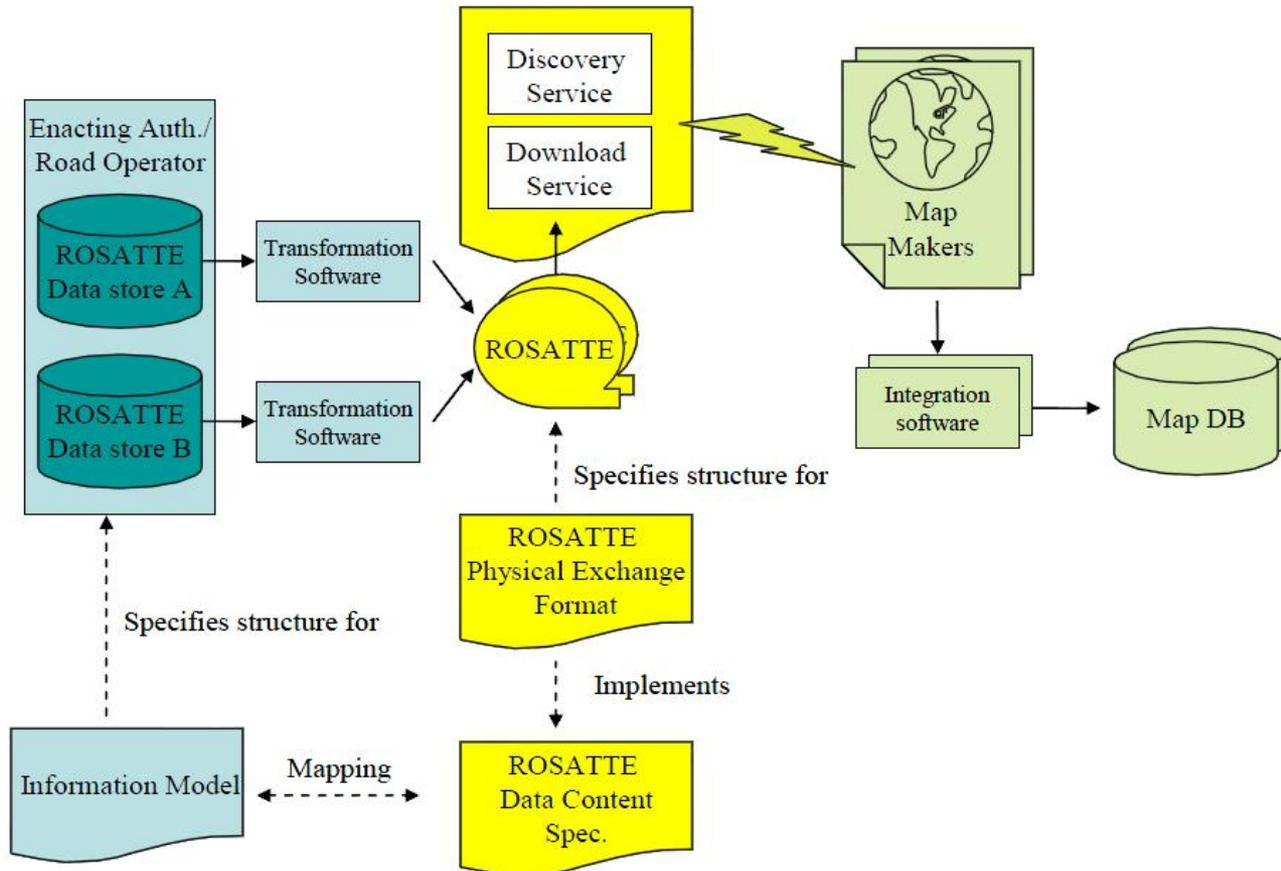 Discovery
Service
Download
Service
Enacting Auth./
Road Operator
ROSATTE
Data store A
ROSATTE
Data store B
Transformation
Software
Transformation
Software
ROSATTE
Map
Makers
Integration
software
Map DB
Specifies structure for
ROSATTE
Physical Exchange
Format
Specifies structure for
Implements
Information Model
Mapping
ROSATTE
Data Content
Spec.